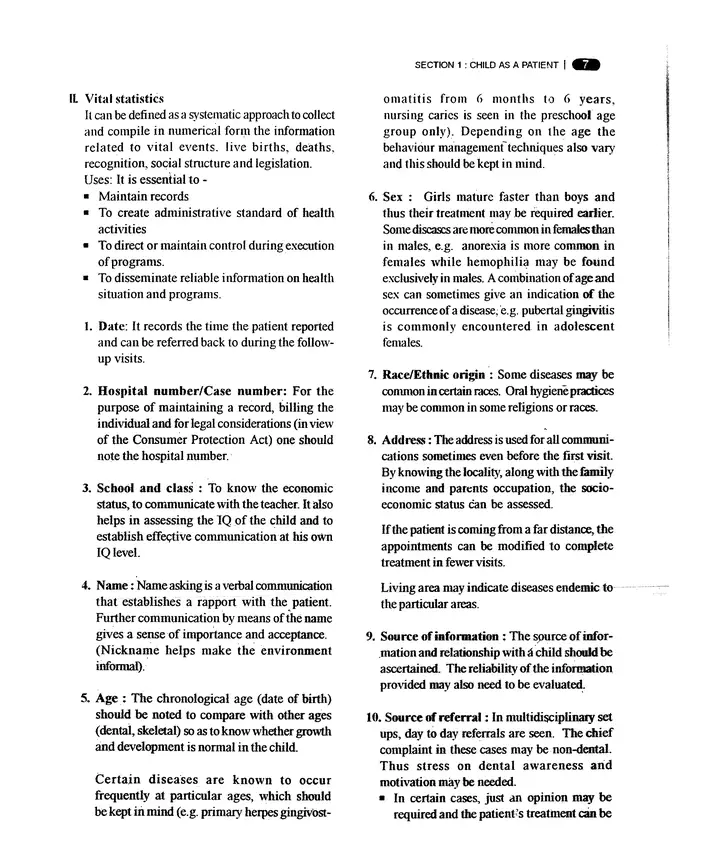 SECTION 1 : CHILD AS A PATIENT | 7
II. Vital statistics
It can be defined as a systematic approach to collect
and compile in numerical form the information
related to vital events. live births, deaths,
recognition, social structure and legislation.
Uses: It is essential to -
▪ Maintain records
▪ To create administrative standard of health
activities
▪ To direct or maintain control during execution
of programs.
▪ To disseminate reliable information on health
situation and programs.
1. Date: It records the time the patient reported
and can be referred back to during the follow-
up visits.
2. Hospital number/Case number: For the
purpose of maintaining a record, billing the
individual and for legal considerations (in view
of the Consumer Protection Act) one should
note the hospital number.
3. School and class : To know the economic
status, to communicate with the teacher. It also
helps in assessing the IQ of the child and to
establish effective communication at his own
IQ level.
4. Name : Name asking is a verbal communication
that establishes a rapport with the patient.
Further communication by means of the name
gives a sense of importance and acceptance.
(Nickname helps make the environment
informal).
5. Age : The chronological age (date of birth)
should be noted to compare with other ages
(dental, skeletal) so as to know whether growth
and development is normal in the child.
Certain diseases are known to occur
frequently at particular ages, which should
be kept in mind (e.g. primary herpes gingivost-
omatitis from 6 months to 6 years,
nursing caries is seen in the preschool age
group only). Depending on the age the
behaviour management techniques also vary
and this should be kept in mind.
6. Sex : Girls mature faster than boys and
thus their treatment may be required earlier.
Some diseases are more common in females than
in males, e.g. anorexia is more common in
females while hemophilia may be found
exclusively in males. A combination of age and
sex can sometimes give an indication of the
occurrence of a disease, e.g. pubertal gingivitis
is commonly encountered in adolescent
females.
7. Race/Ethnic origin : Some diseases may be
common in certain races. Oral hygiene practices
may be common in some religions or races.
8. Address : The address is used for all communi-
cations sometimes even before the first visit.
By knowing the locality, along with the family
income and parents occupation, the socio-
economic status can be assessed.
If the patient is coming from a far distance, the
appointments can be modified to complete
treatment in fewer visits.
Living area may indicate diseases endemic to
the particular areas.
9. Source of information : The source of infor-
mation and relationship with a child should be
ascertained. The reliability of the information
provided may also need to be evaluated.
10. Source of referral : In multidisciplinary set
ups, day to day referrals are seen. The chief
complaint in these cases may be non-dental.
Thus stress on dental awareness and
motivation may be needed.
▪ In certain cases, just an opinion may be
required and the patient's treatment can be